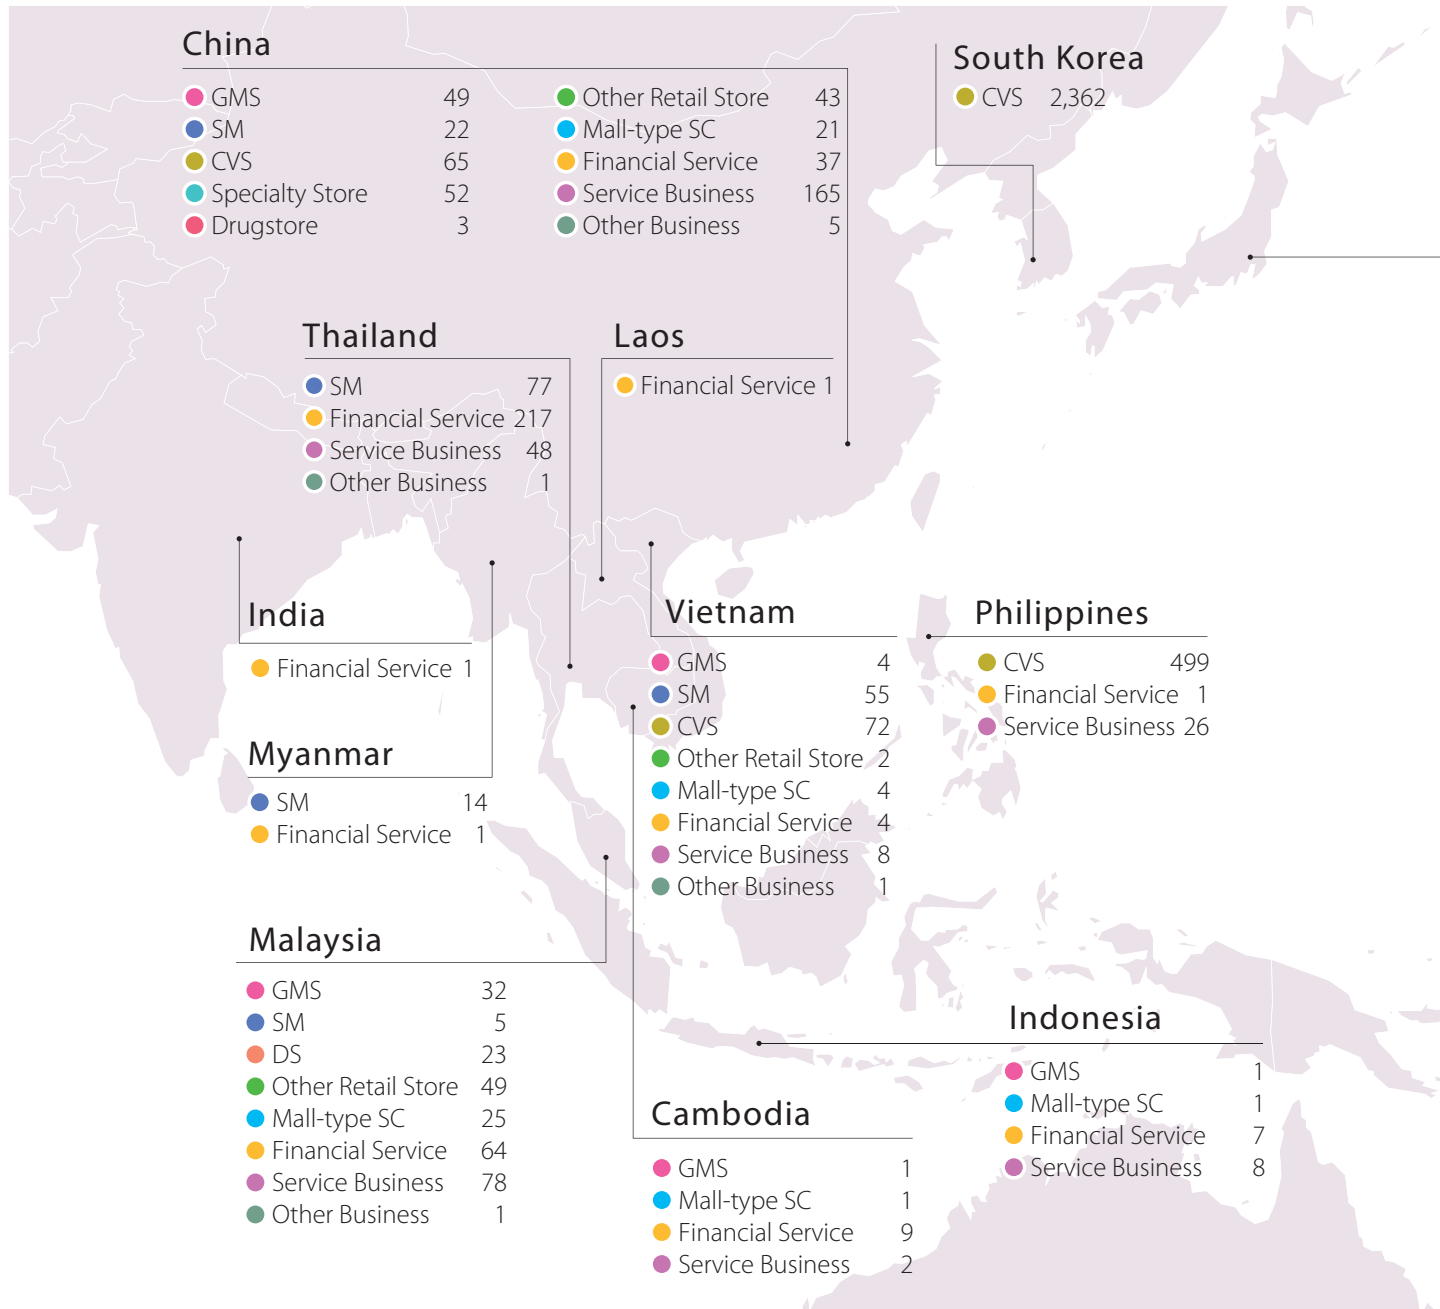 China
GMS 49
SM 22
CVS 65
Specialty Store 52
Drugstore 3
Other Retail Store 43
Mall-type SC 21
Financial Service 37
Service Business 165
Other Business 5
South Korea
CVS 2,362
Thailand
SM 77
Financial Service 217
Service Business 48
Other Business 1
Laos
Financial Service 1
India
Financial Service 1
Myanmar
SM 14
Financial Service 1
Vietnam
GMS 4
SM 55
CVS 72
Other Retail Store 2
Mall-type SC 4
Financial Service 4
Service Business 8
Other Business 1
Philippines
CVS 499
Financial Service 1
Service Business 26
Malaysia
GMS 32
SM 5
DS 23
Other Retail Store 49
Mall-type SC 25
Financial Service 64
Service Business 78
Other Business 1
Cambodia
GMS 1
Mall-type SC 1
Financial Service 9
Service Business 2
Indonesia
GMS 1
Mall-type SC 1
Financial Service 7
Service Business 8